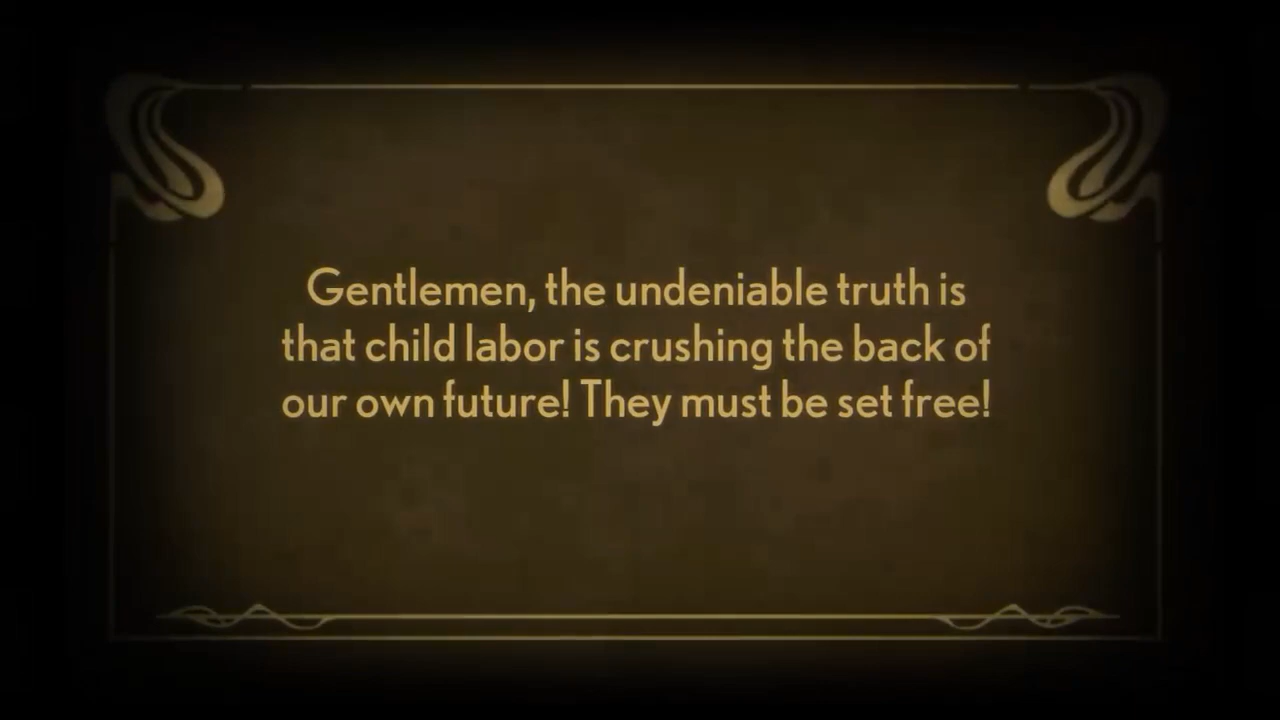 Gentlemen, the undeniable truth is
that child labor is crushing the back of
our own future! They must be set free!